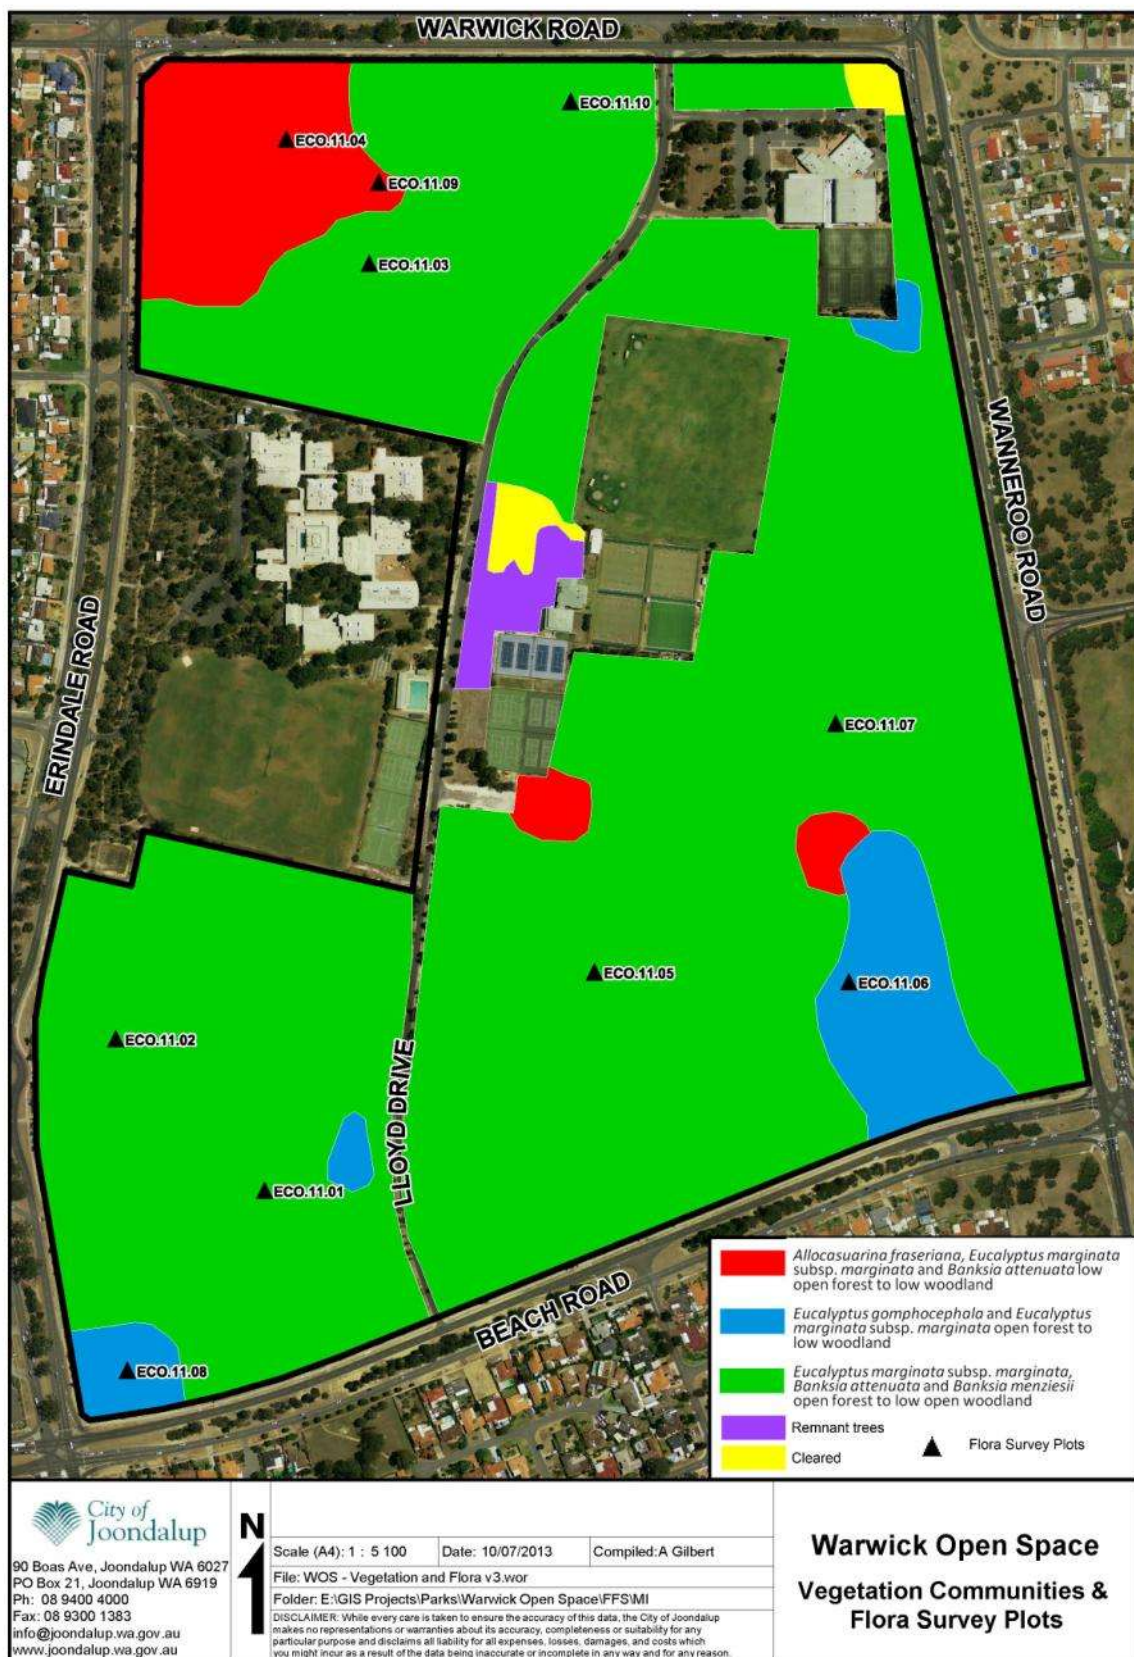 WARWICK ROAD
ECO.11.10
ECO.11.04
ECO.11.09
ECO.11.03
WANNEROO ROAD
ERINDALE ROAD
ECO.11.07
ECO.11.05
ECO.11.06
ECO.11.02
LLOYD DRIVE
ECO.11.01
BEACH ROAD
ECO.11.08
Allocasuarina fraseriana, Eucalyptus marginata
subsp. marginata and Banksia attenuata low
open forest to low woodland
Eucalyptus gomphocephala and Eucalyptus
marginata subsp. marginata open forest to
low woodland
Eucalyptus marginata subsp. marginata,
Banksia attenuata and Banksia menziesii
open forest to low open woodland
Remnant trees
Cleared
Flora Survey Plots
City of
Joondalup
90 Boas Ave, Joondalup WA 6027
PO Box 21, Joondalup WA 6919
Ph: 08 9400 4000
Fax: 08 9300 1383
info@joondalup.wa.gov.au
www.joondalup.wa.gov.au
N
Scale (A4): 1 : 5 100
Date: 10/07/2013
Compiled:A Gilbert
File: WOS - Vegetation and Flora v3.wor
Folder: E:\GIS Projects\Parks\Warwick Open Space\FFS\MI
DISCLAIMER: While every care is taken to ensure the accuracy of this data, the City of Joondalup
makes no representations or warranties about its accuracy, completeness or suitability for any
particular purpose and disclaims all liability for all expenses, losses, damages, and costs which
you might incur as a result of the data being inaccurate or incomplete in any way and for any reason.
Warwick Open Space
Vegetation Communities &
Flora Survey Plots